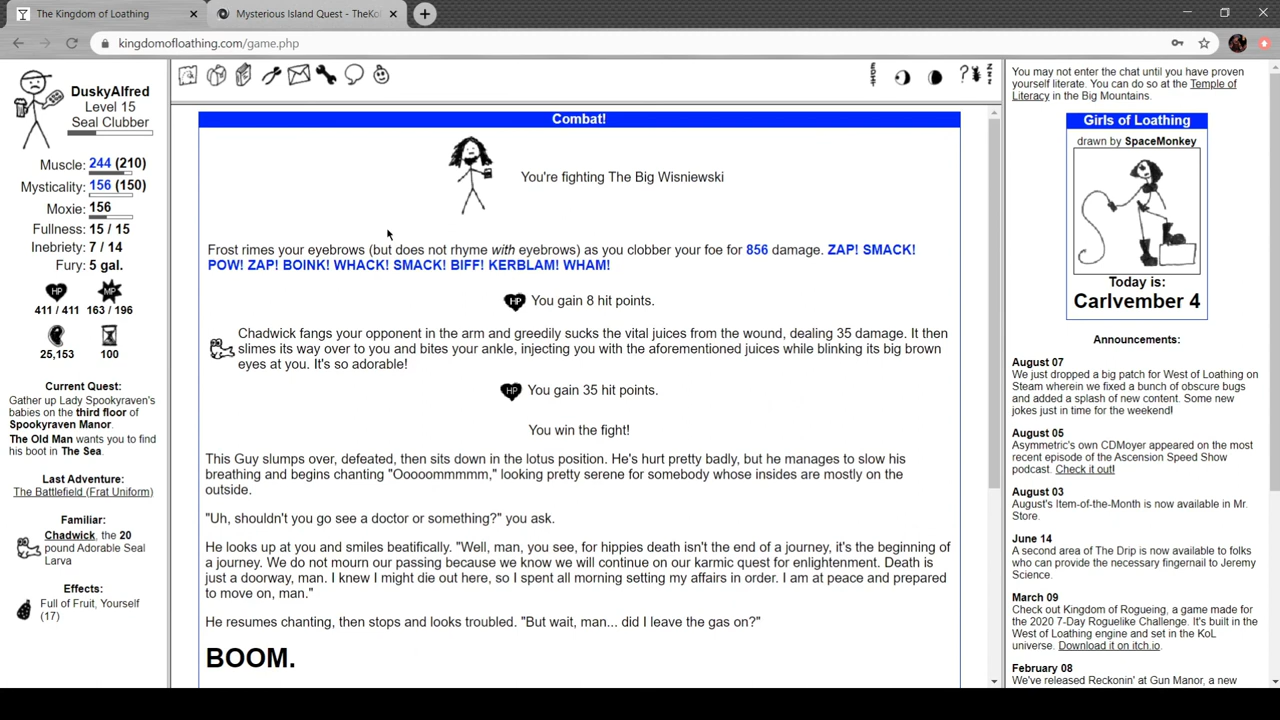 The Kingdom of Loathing
Mysterious Island Quest - TheKol
kingdomofloathing.com/game.php
DuskyAlfred
Level 15
Seal Clubber
Muscle: 244 (210)
Mysticality: 156 (150)
Moxie: 156
Fullness: 15 / 15
Inebriety: 7 / 14
Fury: 5 gal.
HP
MP
411 / 411
163 / 196
25,153
100
Current Quest:
Gather up Lady Spookyraven's
babies on the third floor of
Spookyraven Manor.
The Old Man wants you to find
his boot in The Sea.
Last Adventure:
The Battlefield (Frat Uniform)
Familiar:
Chadwick, the 20
pound Adorable Seal
Larva
Effects:
Full of Fruit, Yourself
(17)
Combat!
You're fighting The Big Wisniewski
Frost rimes your eyebrows (but does not rhyme with eyebrows) as you clobber your foe for 856 damage. ZAP! SMACK!
POW! ZAP! BOINK! WHACK! SMACK! BIFF! KERBLAM! WHAM!
HP You gain 8 hit points.
Chadwick fangs your opponent in the arm and greedily sucks the vital juices from the wound, dealing 35 damage. It then
slimes its way over to you and bites your ankle, injecting you with the aforementioned juices while blinking its big brown
eyes at you. It's so adorable!
HP You gain 35 hit points.
You win the fight!
This Guy slumps over, defeated, then sits down in the lotus position. He's hurt pretty badly, but he manages to slow his
breathing and begins chanting "Ooooommmmm," looking pretty serene for somebody whose insides are mostly on the
outside.
"Uh, shouldn't you go see a doctor or something?" you ask.
He looks up at you and smiles beatifically. "Well, man, you see, for hippies death isn't the end of a journey, it's the beginning of
a journey. We do not mourn our passing because we know we will continue on our karmic quest for enlightenment. Death is
just a doorway, man. I knew I might die out here, so I spent all morning setting my affairs in order. I am at peace and prepared
to move on, man."
He resumes chanting, then stops and looks troubled. "But wait, man... did I leave the gas on?"
BOOM.
You may not enter the chat until you have proven
yourself literate. You can do so at the Temple of
Literacy in the Big Mountains.
Girls of Loathing
drawn by SpaceMonkey
Today is:
Carlvember 4
Announcements:
August 07
We just dropped a big patch for West of Loathing on
Steam wherein we fixed a bunch of obscure bugs
and added a splash of new content. Some new
jokes just in time for the weekend!
August 05
Asymmetric's own CDMoyer appeared on the most
recent episode of the Ascension Speed Show
podcast. Check it out!
August 03
August's Item-of-the-Month is now available in Mr.
Store.
June 14
A second area of The Drip is now available to folks
who can provide the necessary fingernail to Jeremy
Science.
March 09
Check out Kingdom of Rogueing, a game made for
the 2020 7-Day Roguelike Challenge. It's built in the
West of Loathing engine and set in the KoL
universe. Download it on itch.io.
February 08
We've released Reckonin' at Gun Manor, a new